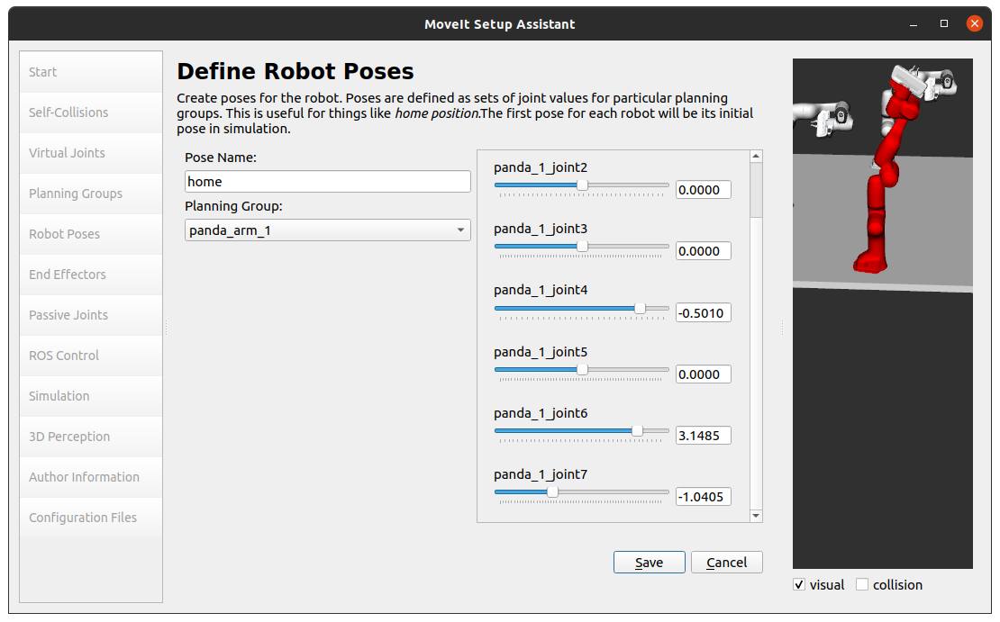 MoveIt Setup Assistant
Start
Self-Collisions
Virtual Joints
Planning Groups
Robot Poses
End Effectors
Passive Joints
ROS Control
Simulation
3D Perception
Author Information
Configuration Files
Define Robot Poses
Create poses for the robot. Poses are defined as sets of joint values for particular planning
groups. This is useful for things like home position.The first pose for each robot will be its initial
pose in simulation.
Pose Name:
home
Planning Group:
panda_arm_1
panda_1_joint2
0.0000
panda_1_joint3
0.0000
panda_1_joint4
-0.5010
panda_1_joint5
0.0000
panda_1_joint6
3.1485
panda_1_joint7
-1.0405
Save
Cancel
visual
collision